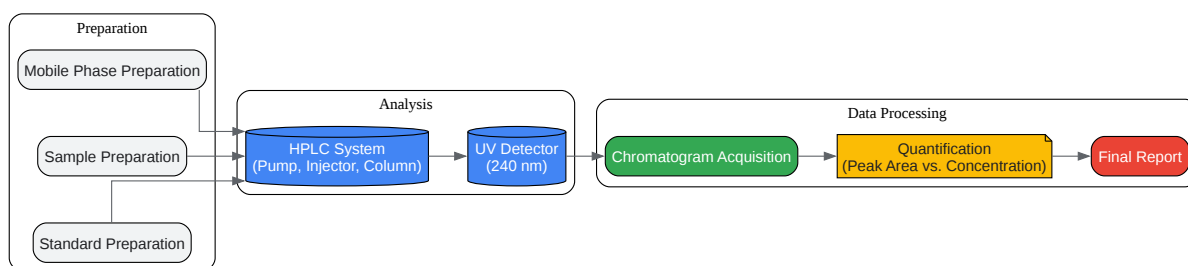 Preparation
Mobile Phase Preparation
Sample Preparation
Standard Preparation
Analysis
HPLC System
(Pump, Injector, Column)
UV Detector
(240 nm)
Data Processing
Chromatogram Acquisition
Quantification
(Peak Area vs. Concentration)
Final Report